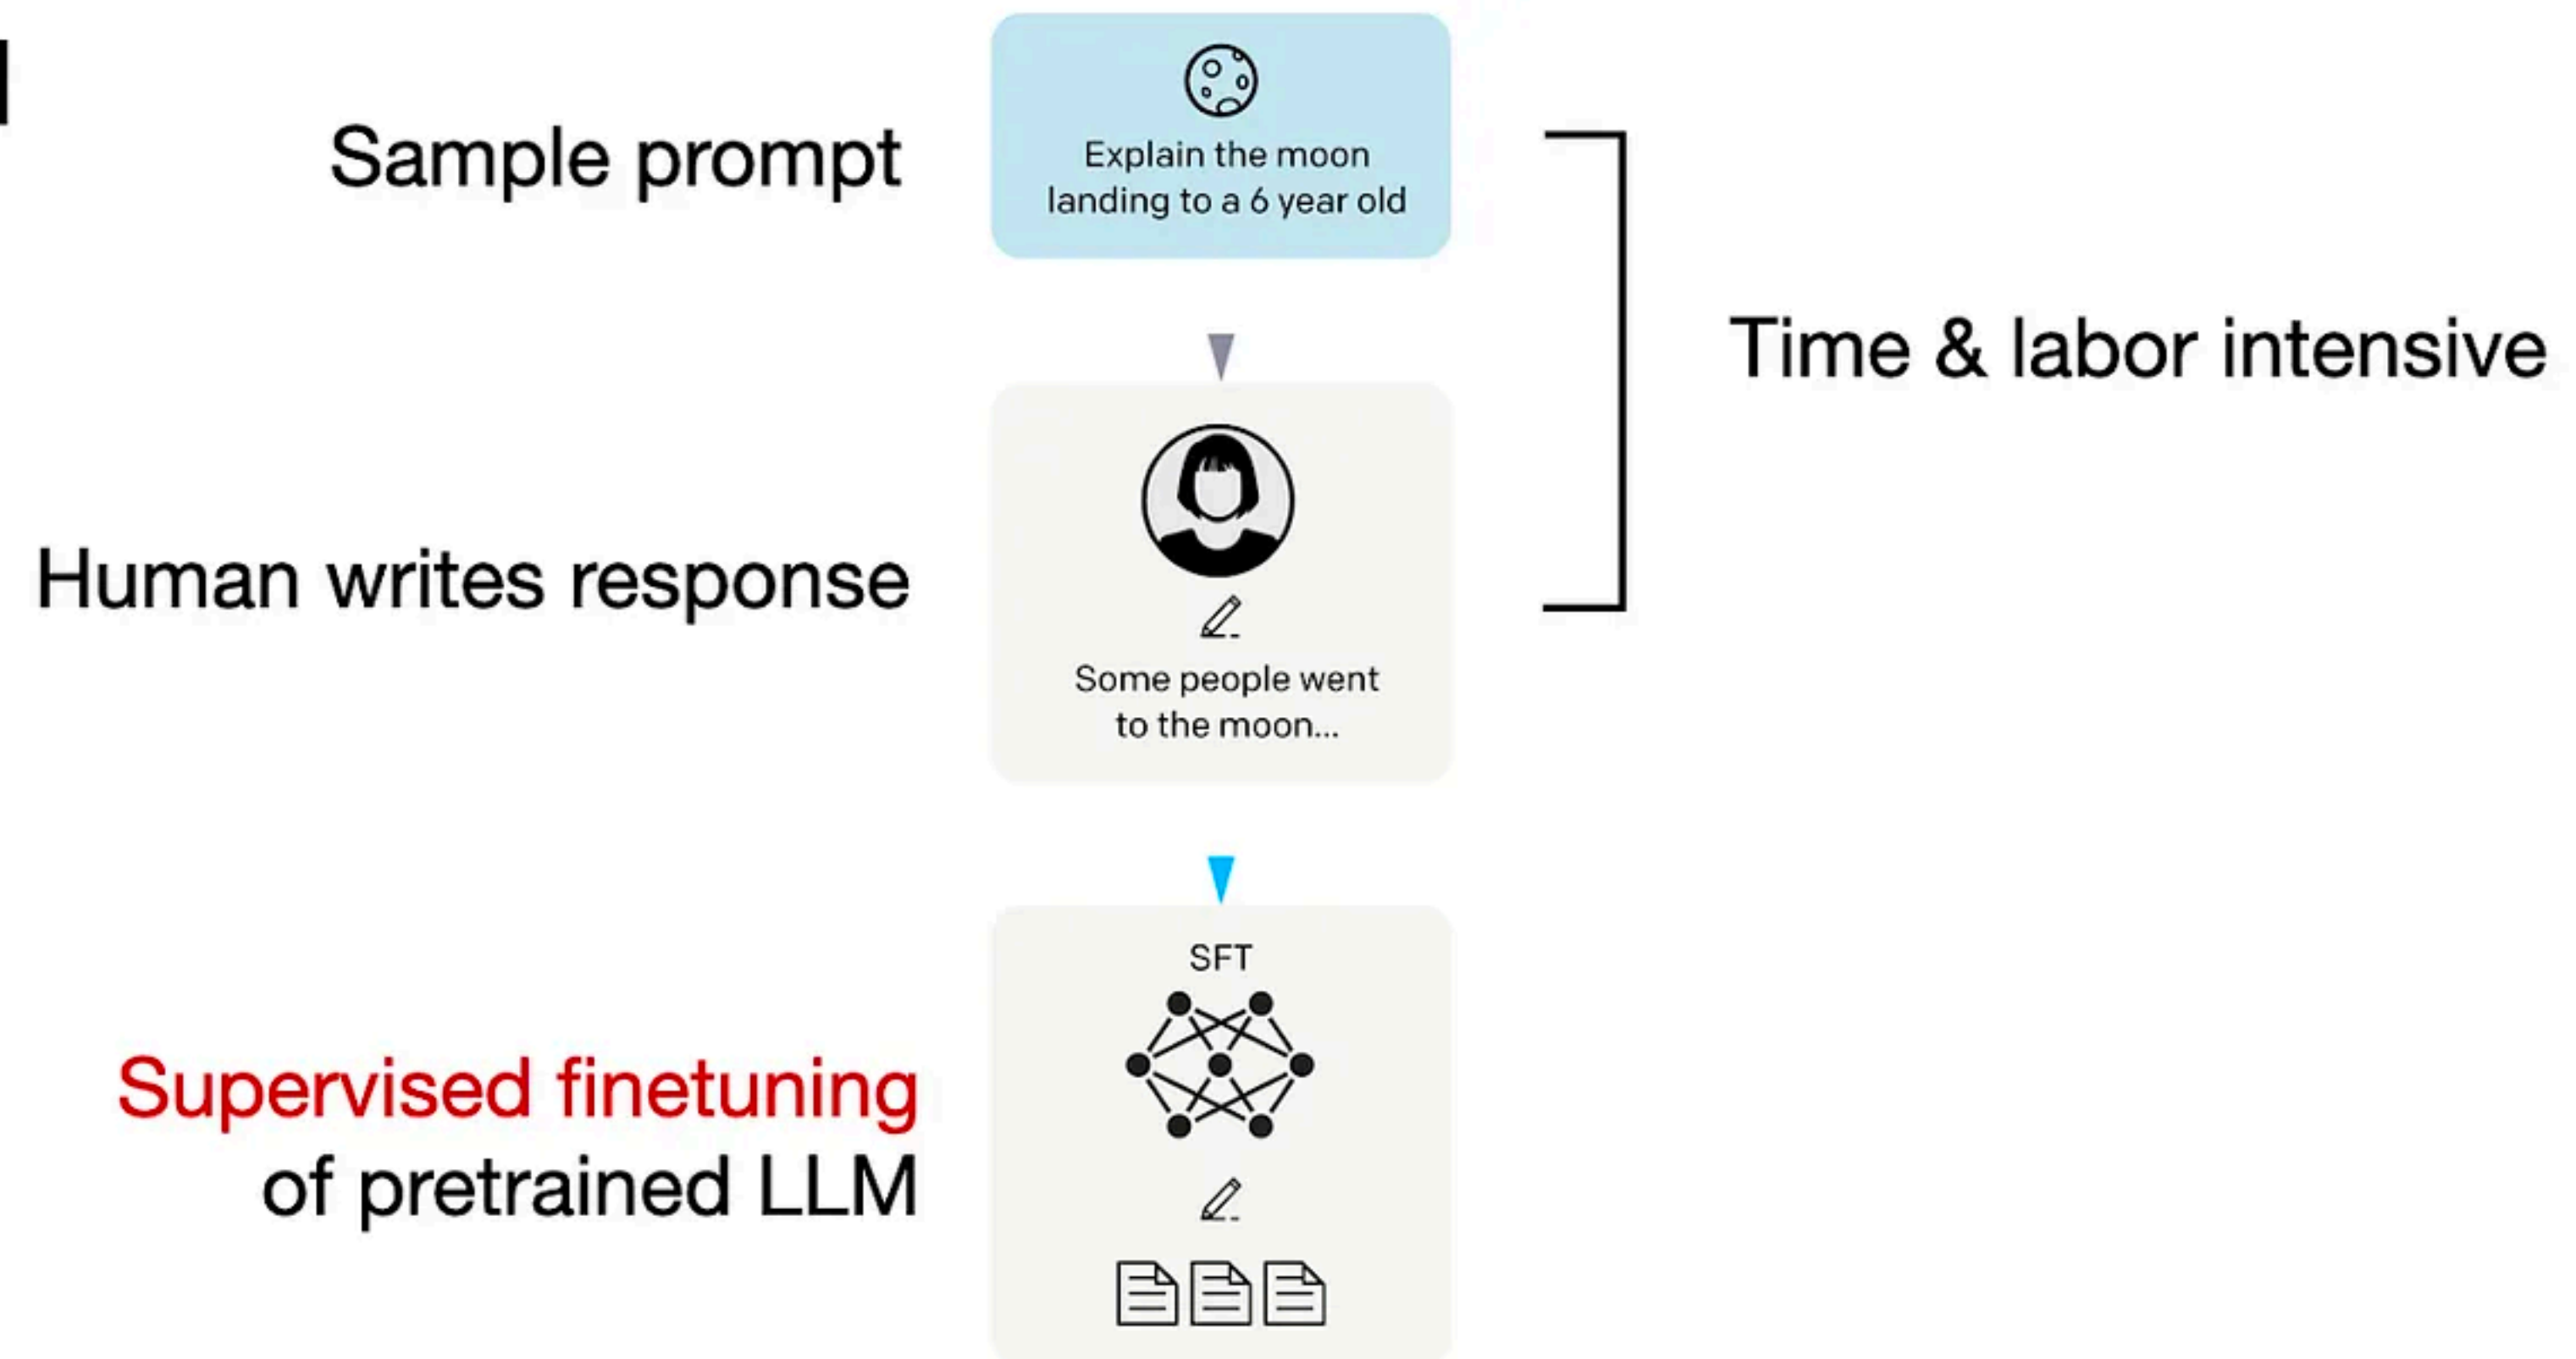 Sample prompt
Explain the moon
landing to a 6 year old
Time & labor intensive
Human writes response
Some people went
to the moon...
SFT
Supervised finetuning
of pretrained LLM